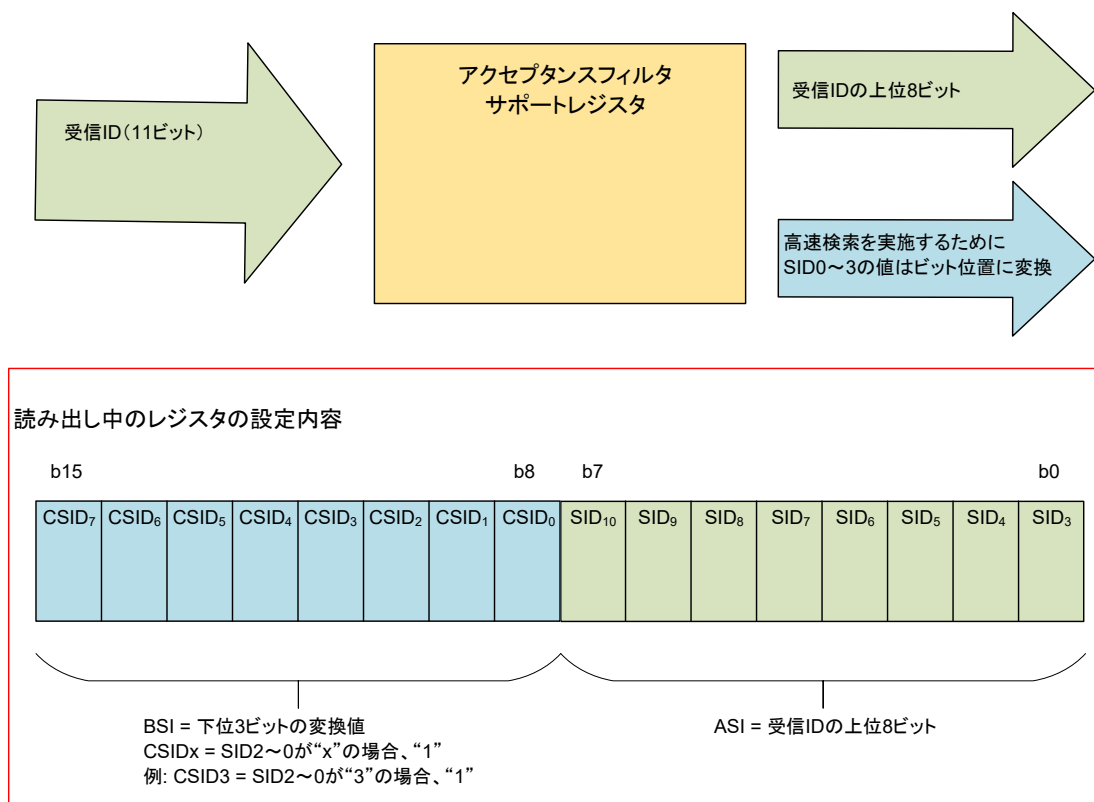 受信ID(11ビット)
アクセプタンスフィルタ
サポートレジスタ
受信IDの上位8ビット
高速検索を実施するために
SID0～3の値はビット位置に変換
読み出し中のレジスタの設定内容
b15 b8 b7 b0
CSID₇ CSID₆ CSID₅ CSID₄ CSID₃ CSID₂ CSID₁ CSID₀ SID₁₀ SID₉ SID₈ SID₇ SID₆ SID₅ SID₄ SID₃
BSI = 下位3ビットの変換値
CSIDx = SID2～0が“x”の場合、“1”
例: CSID3 = SID2～0が“3”の場合、“1”
ASI = 受信IDの上位8ビット